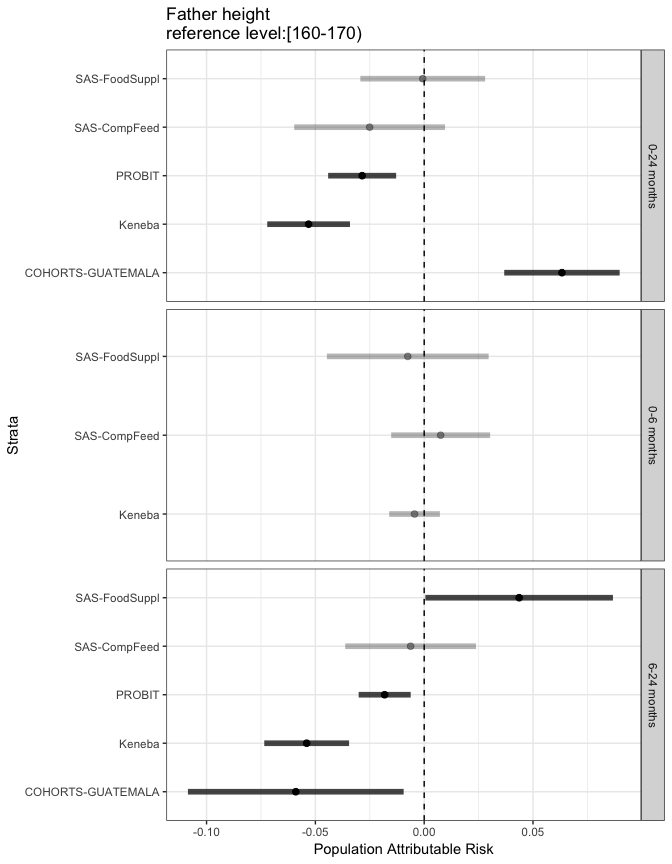 Father height
reference level:[160-170)
SAS-FoodSuppl
SAS-CompFeed
PROBIT
Keneba
COHORTS-GUATEMALA
0-24 months
SAS-FoodSuppl
SAS-CompFeed
Keneba
0-6 months
Strata
SAS-FoodSuppl
SAS-CompFeed
PROBIT
Keneba
COHORTS-GUATEMALA
6-24 months
-0.10 -0.05 0.00 0.05
Population Attributable Risk